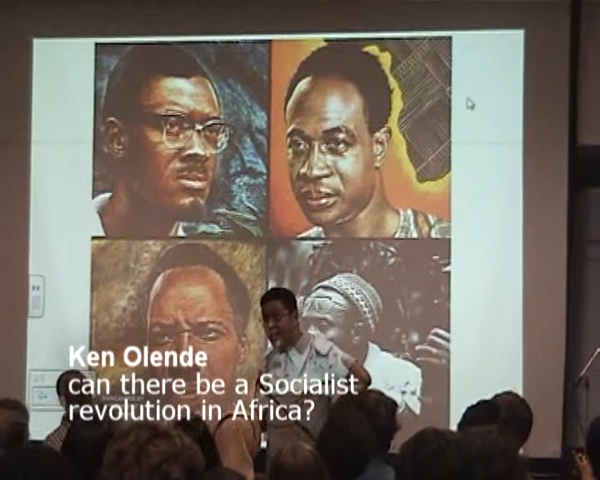 Ken Olende
can there be a Socialist
revolution in Africa?